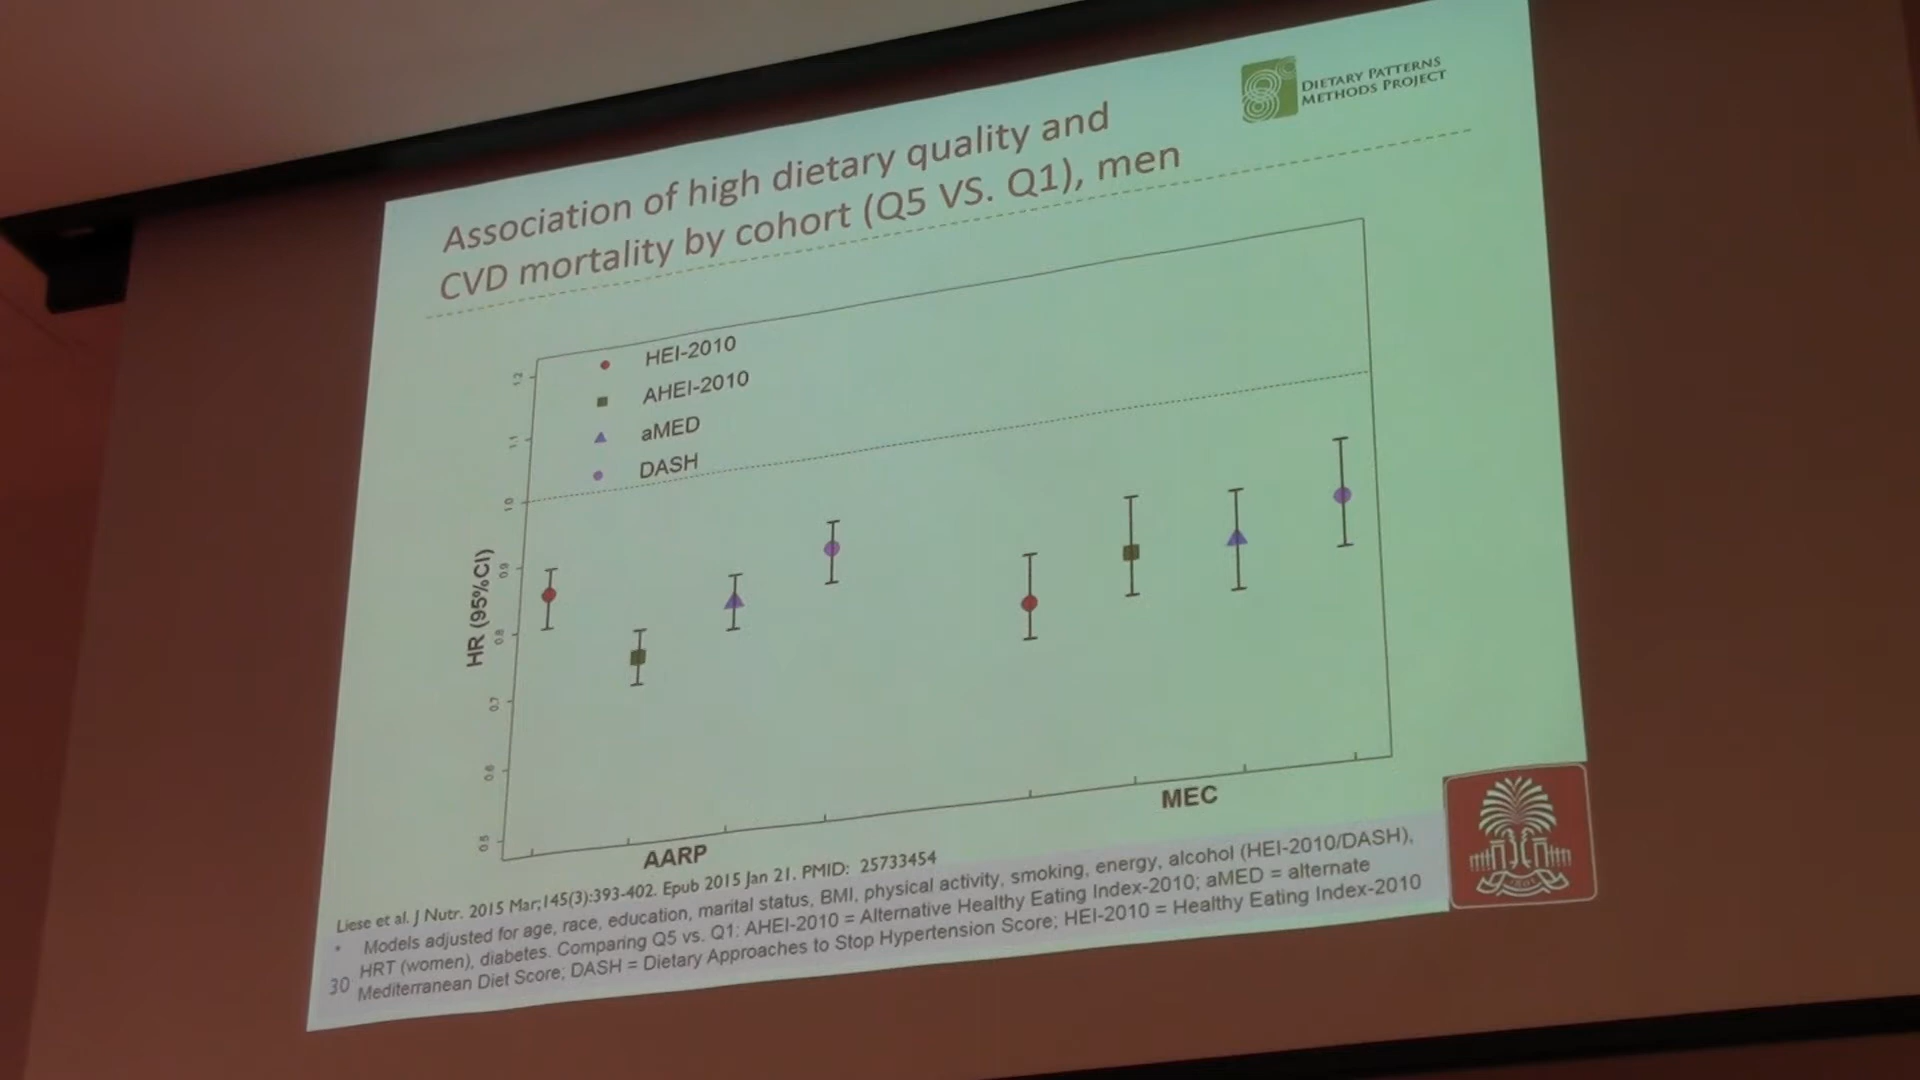 DIETARY PATTERNS
METHODS PROJECT
Association of high dietary quality and
CVD mortality by cohort (Q5 VS. Q1), men
HEI-2010
AHEI-2010
aMED
DASH
HR (95%CI)
1.2
1.1
1.0
0.9
0.8
0.7
0.6
0.5
AARP
MEC
Liese et al. J Nutr. 2015 Mar;145(3):393-402. Epub 2015 Jan 21. PMID: 25733454
• Models adjusted for age, race, education, marital status, BMI, physical activity, smoking, energy, alcohol (HEI-2010/DASH),
HRT (women), diabetes. Comparing Q5 vs. Q1: AHEI-2010 = Alternative Healthy Eating Index-2010; aMED = alternate
Mediterranean Diet Score; DASH = Dietary Approaches to Stop Hypertension Score; HEI-2010 = Healthy Eating Index-2010
30